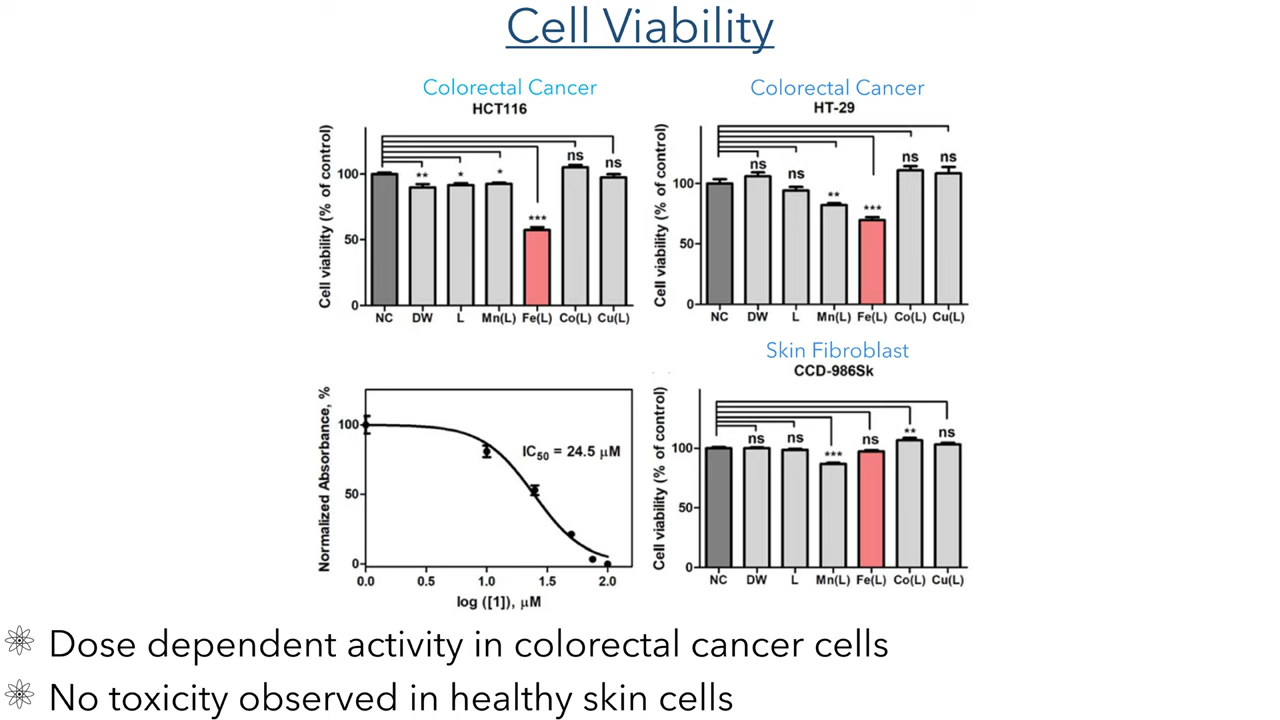 Cell Viability
Colorectal Cancer
HCT116
Cell viability (% of control)
100
50
0
** * * *** ns ns
NC DW L Mn(L) Fe(L) Co(L) Cu(L)
Colorectal Cancer
HT-29
Cell viability (% of control)
100
50
0
ns ns ** *** ns ns
NC DW L Mn(L) Fe(L) Co(L) Cu(L)
Normalized Absorbance, %
100
50
0
IC50 = 24.5 μM
0.0 0.5 1.0 1.5 2.0
log ([1]), μM
Skin Fibroblast
CCD-986Sk
Cell viability (% of control)
100
50
0
ns ns *** ns ** ns
NC DW L Mn(L) Fe(L) Co(L) Cu(L)
Dose dependent activity in colorectal cancer cells
No toxicity observed in healthy skin cells